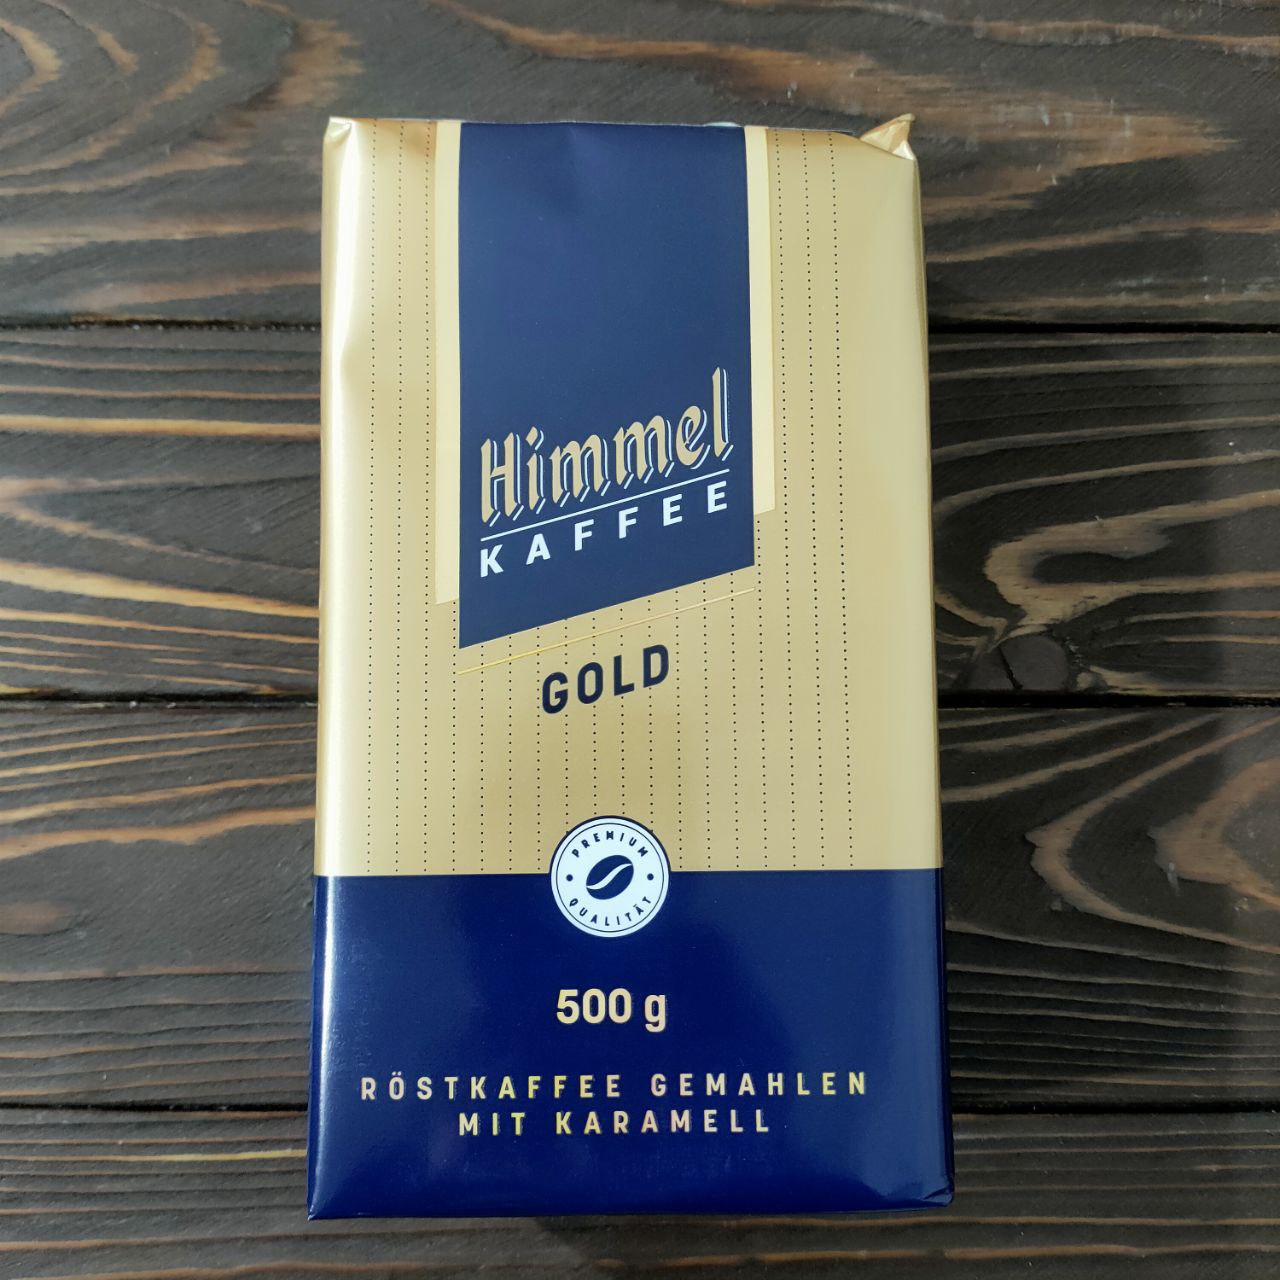 Himmel
KAFFEE
GOLD
PREMIUM
QUALITÄT
500 g
RÖSTKAFFEE GEMAHLEN
MIT KARAMELL